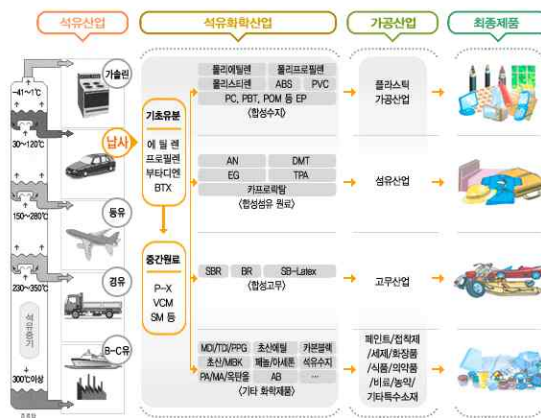 석유산업
석유화학산업
가공산업
최종제품
-41~1℃
가솔린
30~120℃
납사
150~280℃
등유
230~350℃
경유
석유증기
300℃이상
B-C유
기초유분
에 틸 렌
프로필렌
부타디엔
BTX
중간원료
P-X
VCM
SM 등
폴리에틸렌 폴리프로필렌
폴리스티렌 ABS PVC
PC, PBT, POM 등 EP
〈합성수지〉
AN DMT
EG TPA
카프로락탐
〈합성섬유 원료〉
SBR BR SB-Latex
〈합성고무〉
MDI/TDI/PPG 초산에틸 카본블랙
초산/MBK 페놀/아세톤 석유수지
PA/MA/옥탄올 AB ...
〈기타 화학제품〉
플라스틱
가공산업
섬유산업
고무산업
페인트/접착제
/세제/화장품
/식품/의약품
/비료/농약/
기타특수소재